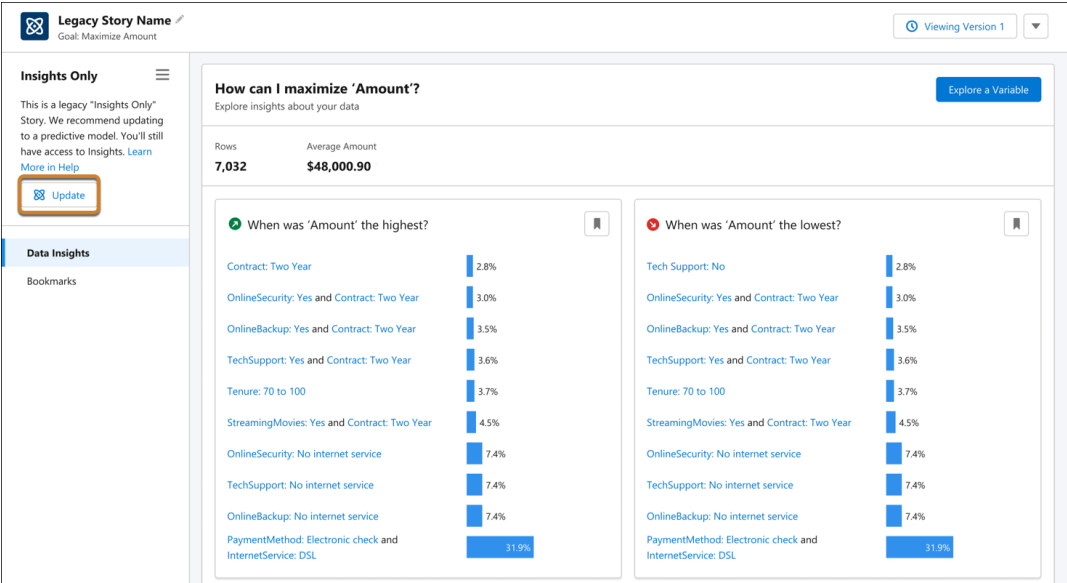 Legacy Story Name
Goal: Maximize Amount
Viewing Version 1
Insights Only
This is a legacy "Insights Only"
Story. We recommend updating
to a predictive model. You'll still
have access to Insights. Learn
More in Help
Update
Data Insights
Bookmarks
How can I maximize ‘Amount’?
Explore insights about your data
Explore a Variable
Rows
7,032
Average Amount
$48,000.90
When was ‘Amount’ the highest?
Contract: Two Year 2.8%
OnlineSecurity: Yes and Contract: Two Year 3.0%
OnlineBackup: Yes and Contract: Two Year 3.5%
TechSupport: Yes and Contract: Two Year 3.6%
Tenure: 70 to 100 3.7%
StreamingMovies: Yes and Contract: Two Year 4.5%
OnlineSecurity: No internet service 7.4%
TechSupport: No internet service 7.4%
OnlineBackup: No internet service 7.4%
PaymentMethod: Electronic check and
InternetService: DSL
31.9%
When was ‘Amount’ the lowest?
Tech Support: No 2.8%
OnlineSecurity: Yes and Contract: Two Year 3.0%
OnlineBackup: Yes and Contract: Two Year 3.5%
TechSupport: Yes and Contract: Two Year 3.6%
Tenure: 70 to 100 3.7%
StreamingMovies: Yes and Contract: Two Year 4.5%
OnlineSecurity: No internet service 7.4%
TechSupport: No internet service 7.4%
OnlineBackup: No internet service 7.4%
PaymentMethod: Electronic check and
InternetService: DSL
31.9%